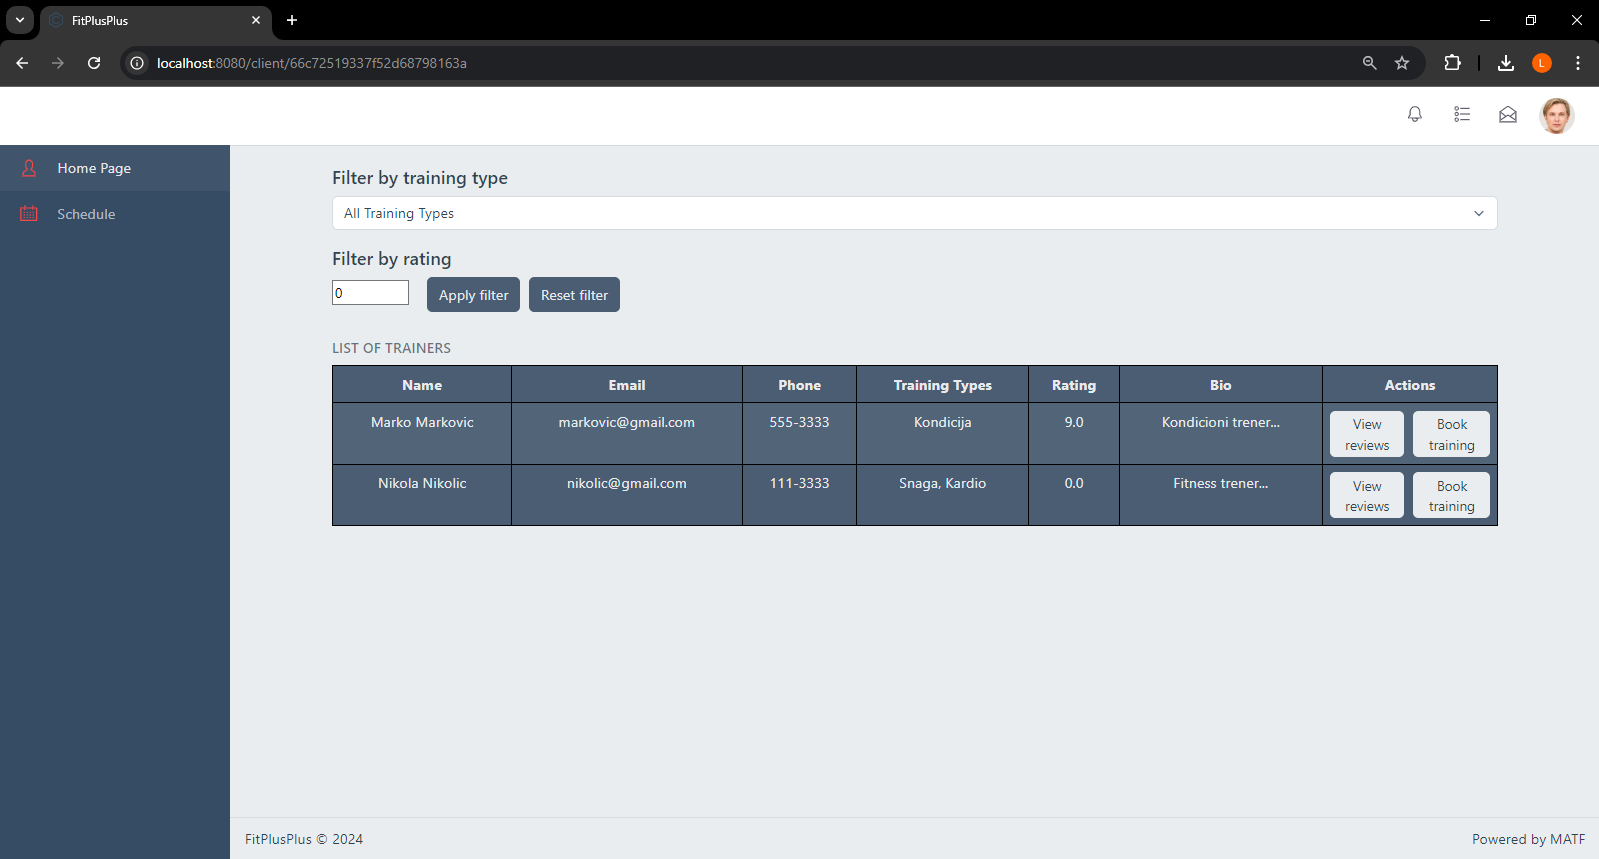 FitPlusPlus
localhost:8080/client/66c72519337f52d68798163a
L
Home Page
Schedule
Filter by training type
All Training Types
Filter by rating
0
Apply filter
Reset filter
LIST OF TRAINERS
Name Email Phone Training Types Rating Bio Actions
Marko Markovic markovic@gmail.com 555-3333 Kondicija 9.0 Kondicioni trener... View reviews Book training
Nikola Nikolic nikolic@gmail.com 111-3333 Snaga, Kardio 0.0 Fitness trener... View reviews Book training
FitPlusPlus © 2024
Powered by MATF